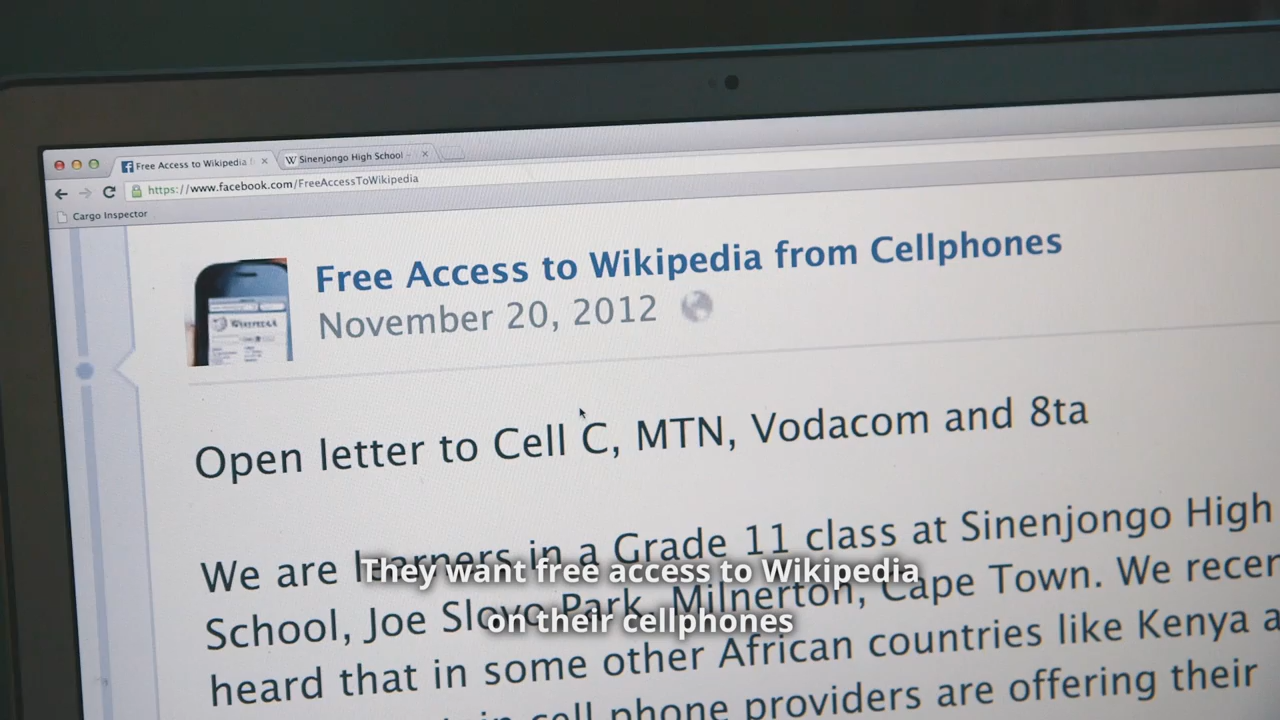 Free Access to Wikipedia
Sinenjongo High School -
https://www.facebook.com/FreeAccessToWikipedia
Cargo Inspector
WIKIPEDIA
Free Access to Wikipedia from Cellphones
November 20, 2012
Open letter to Cell C, MTN, Vodacom and 8ta
We are learners in a Grade 11 class at Sinenjongo High
School, Joe Slovo Park, Milnerton, Cape Town. We recen
heard that in some other African countries like Kenya a
cell phone providers are offering their
They want free access to Wikipedia
on their cellphones